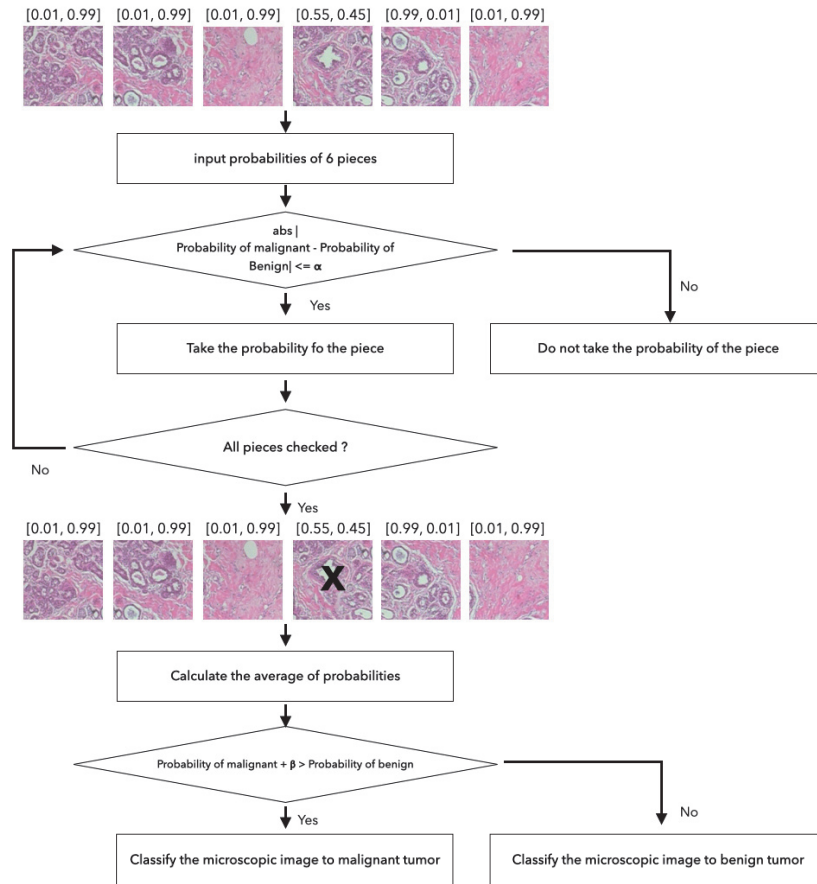 [0.01, 0.99] [0.01, 0.99] [0.01, 0.99] [0.55, 0.45] [0.99, 0.01] [0.01, 0.99]
input probabilities of 6 pieces
abs |
Probability of malignant - Probability of
Benign| <= α
No
Yes
Take the probability fo the piece
Do not take the probability of the piece
All pieces checked ?
No
Yes
[0.01, 0.99] [0.01, 0.99] [0.01, 0.99] [0.55, 0.45] [0.99, 0.01] [0.01, 0.99]
X
Calculate the average of probabilities
Probability of malignant + β > Probability of benign
No
Yes
Classify the microscopic image to malignant tumor
Classify the microscopic image to benign tumor